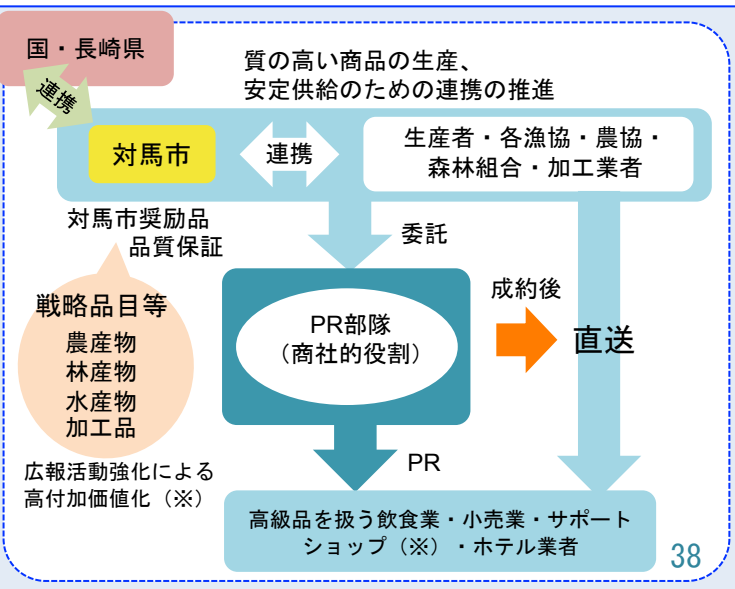 国・長崎県
連携
質の高い商品の生産、
安定供給のための連携の推進
対馬市
連携
生産者・各漁協・農協・
森林組合・加工業者
対馬市奨励品
品質保証
委託
戦略品目等
農産物
林産物
水産物
加工品
PR部隊
（商社的役割）
成約後
直送
広報活動強化による
高付加価値化（※）
PR
高級品を扱う飲食業・小売業・サポート
ショップ（※）・ホテル業者
38